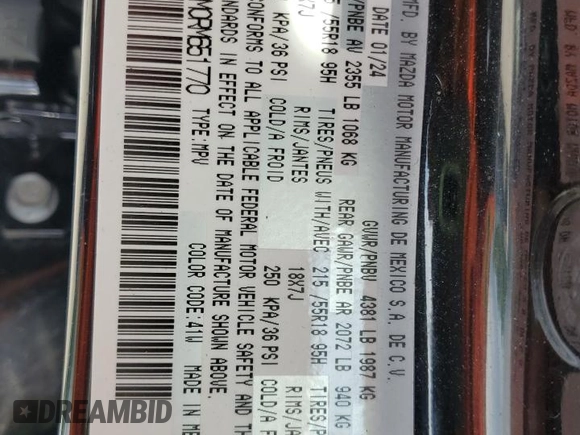 MFD. BY MAZDA MOTOR MANUFACTURING DE MEXICO S.A. DE C.V.
DATE 01/24 GVWR/PNBV 4381 LB 1987 KG
/PNBE AV 2355 LB 1068 KG REAR GAWR/PNBE AR 2072 LB 940 KG
/55R18 95H TIRES/PNEUS WITH/AVEC 215 /55R18 95H TIRES/P
X7J RIMS/JANTES 18X7J RIMS/JA
KPA/36 PSI COLD/A FROID 250 KPA/36 PSI COLD/A F
CONFORMS TO ALL APPLICABLE FEDERAL MOTOR VEHICLE SAFETY AND TH
ANDARDS IN EFFECT ON THE DATE OF MANUFACTURE SHOWN ABOVE.
RM651770 TYPE:MPV COLOR CODE:41W MADE IN ME
DREAMBID